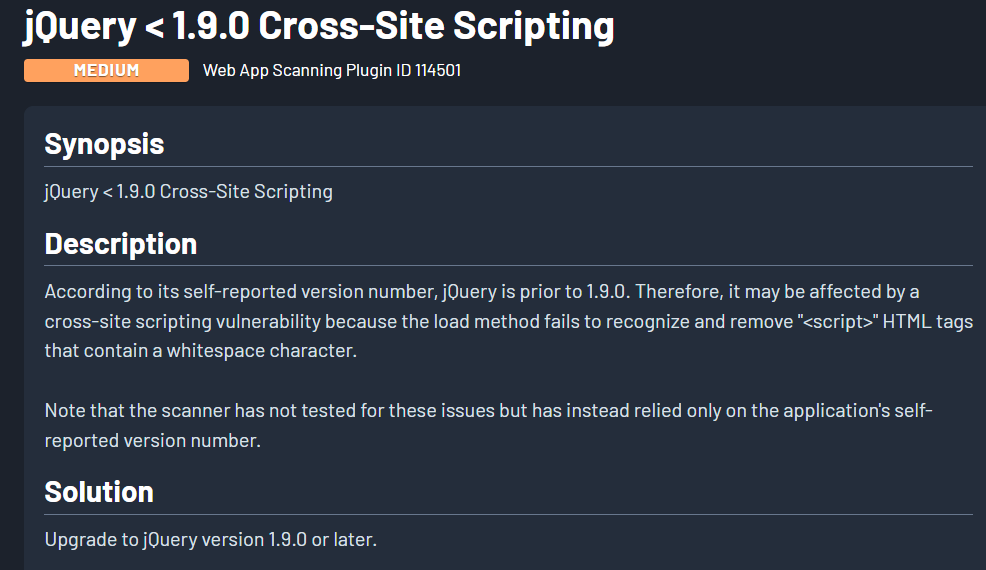 jQuery < 1.9.0 Cross-Site Scripting
MEDIUM Web App Scanning Plugin ID 114501
Synopsis
jQuery < 1.9.0 Cross-Site Scripting
Description
According to its self-reported version number, jQuery is prior to 1.9.0. Therefore, it may be affected by a
cross-site scripting vulnerability because the load method fails to recognize and remove "<script>" HTML tags
that contain a whitespace character.
Note that the scanner has not tested for these issues but has instead relied only on the application's self-
reported version number.
Solution
Upgrade to jQuery version 1.9.0 or later.